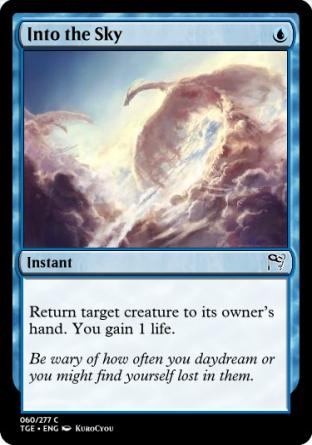 Into the Sky
Instant
Return target creature to its owner's
hand. You gain 1 life.
Be wary of how often you daydream or
you might find yourself lost in them.
060/277 C
TGE • ENG KuroCyou